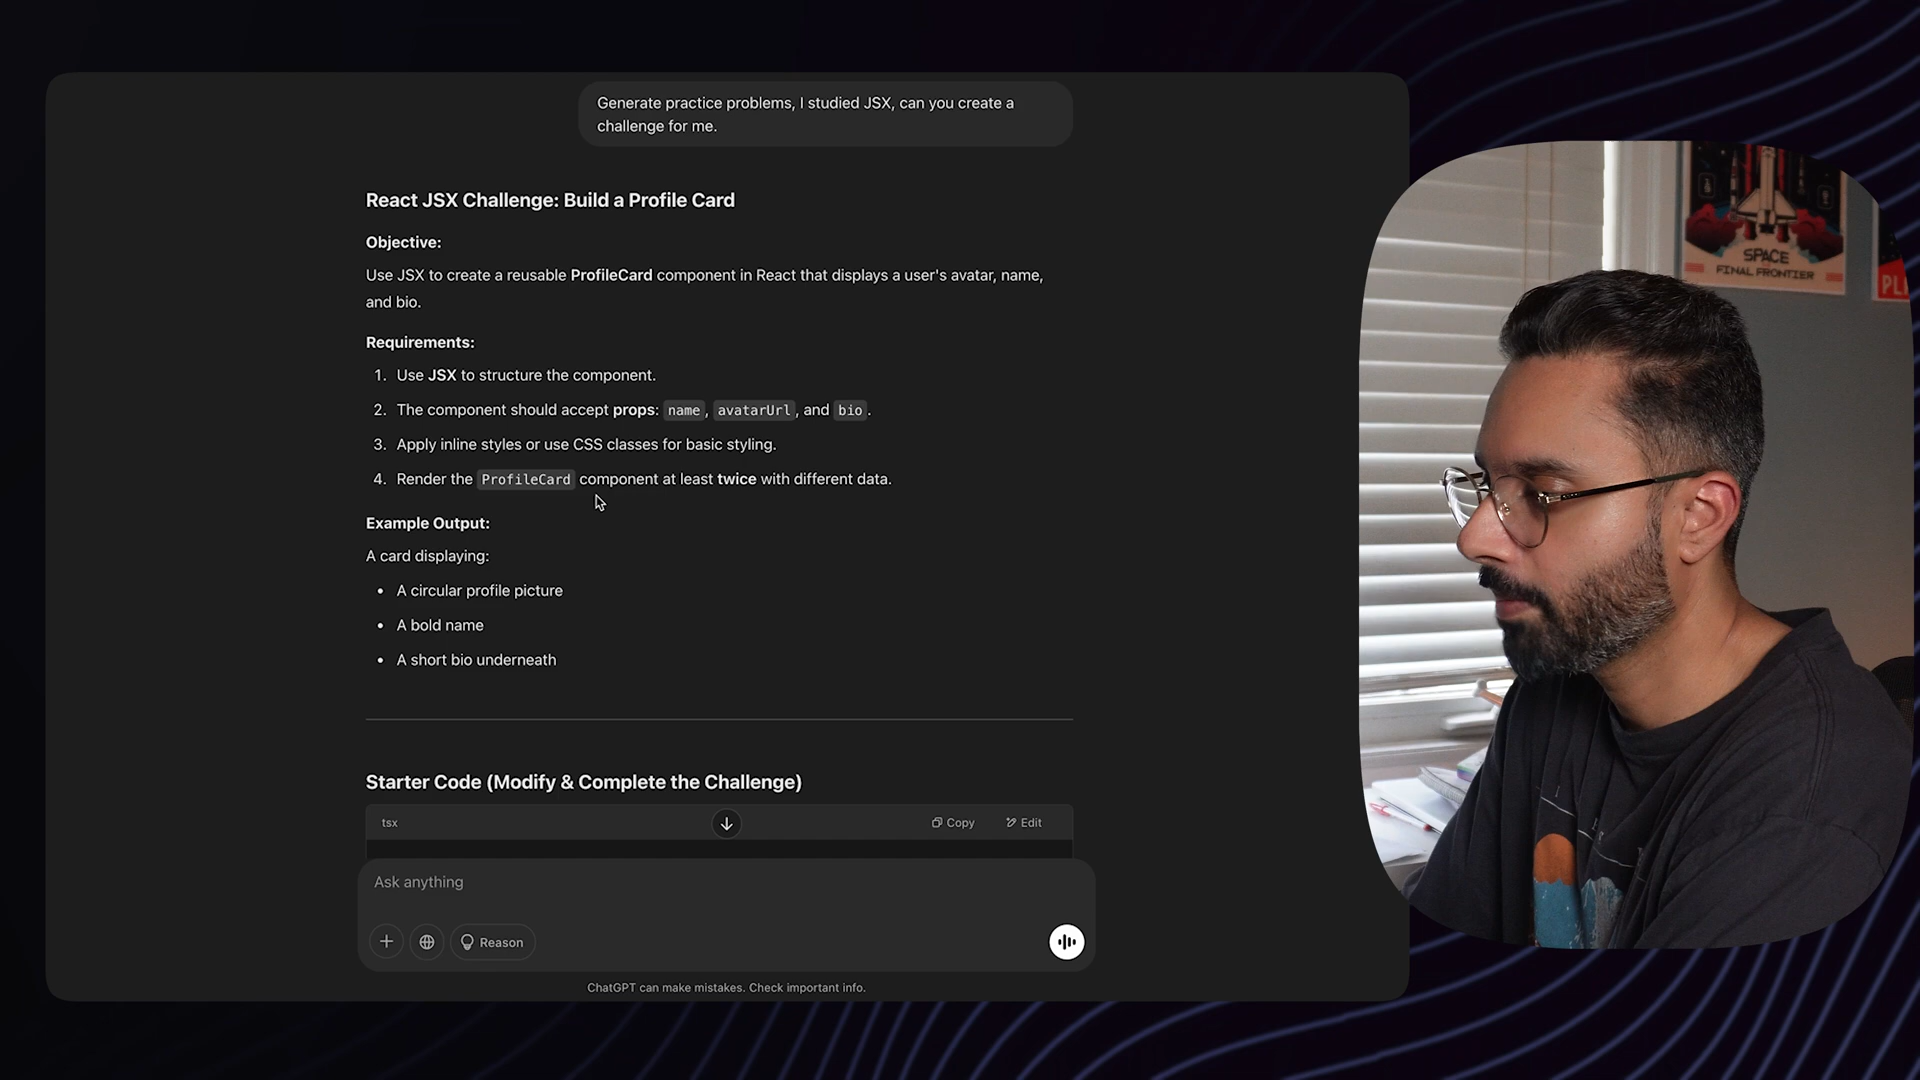 Generate practice problems, I studied JSX, can you create a
challenge for me.
React JSX Challenge: Build a Profile Card
Objective:
Use JSX to create a reusable ProfileCard component in React that displays a user's avatar, name,
and bio.
Requirements:
1. Use JSX to structure the component.
2. The component should accept props: name, avatarUrl, and bio.
3. Apply inline styles or use CSS classes for basic styling.
4. Render the ProfileCard component at least twice with different data.
Example Output:
A card displaying:
• A circular profile picture
• A bold name
• A short bio underneath
Starter Code (Modify & Complete the Challenge)
tsx Copy Edit
Ask anything
Reason
ChatGPT can make mistakes. Check important info.
SPACE
FINAL FRONTIER
PL